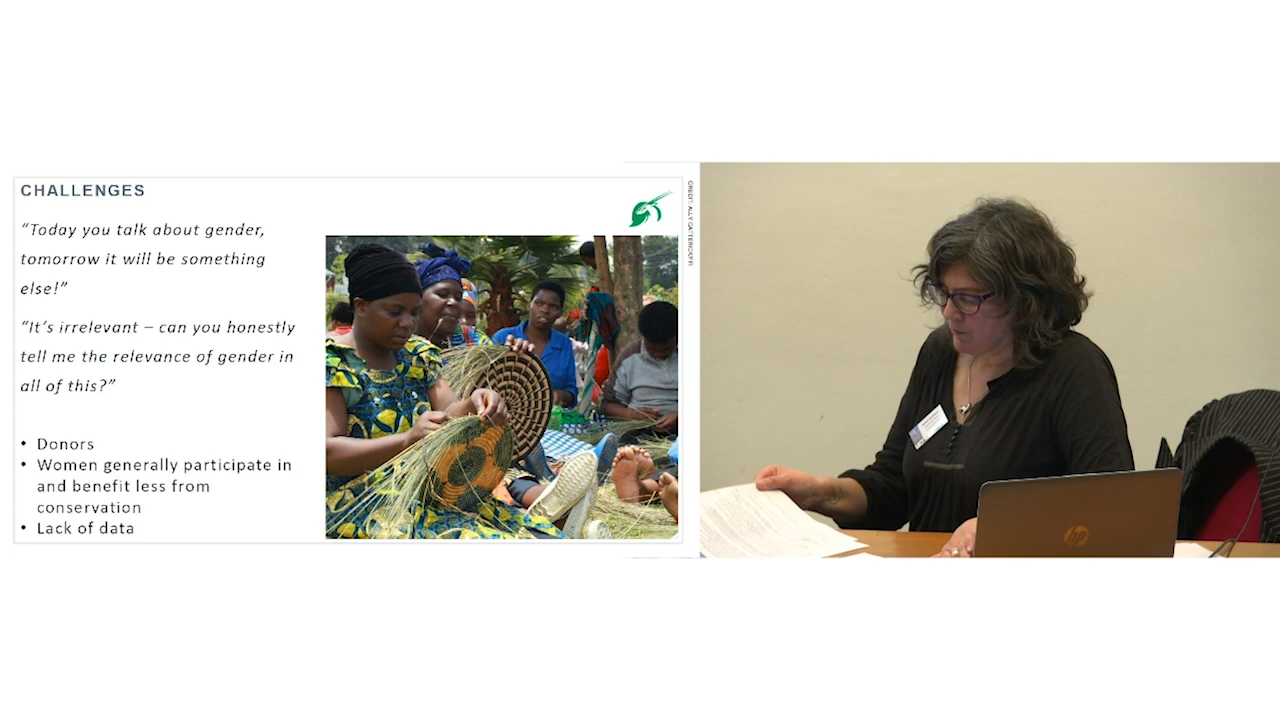 CHALLENGES
“Today you talk about gender,
tomorrow it will be something
else!”
“It’s irrelevant – can you honestly
tell me the relevance of gender in
all of this?”
• Donors
• Women generally participate in
and benefit less from
conservation
• Lack of data
CREDIT: ALLY
hp